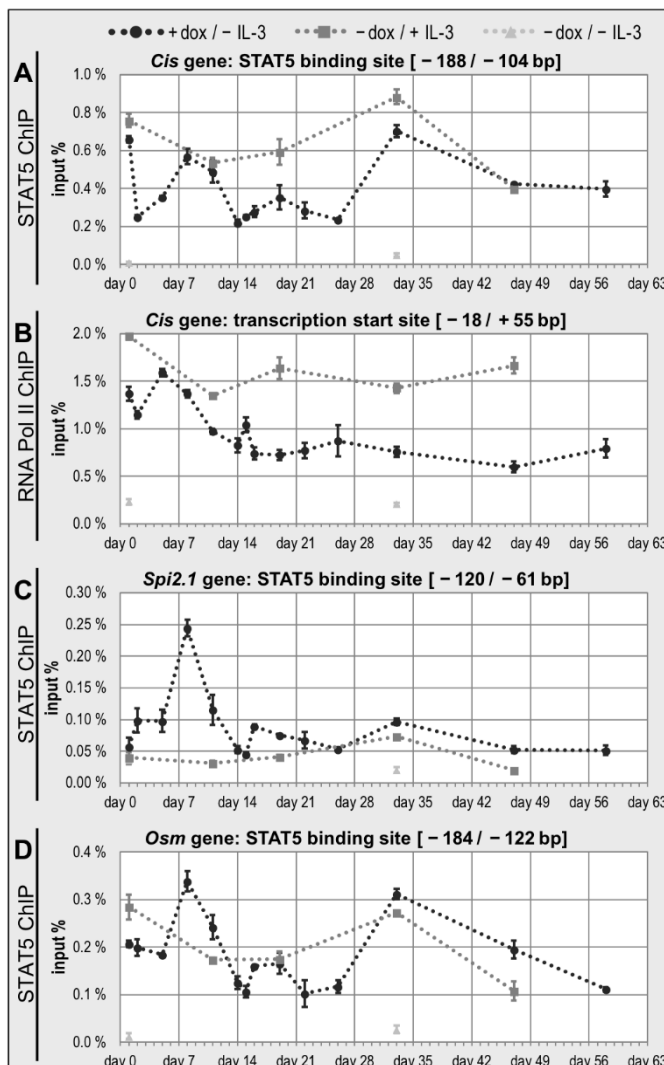 + dox / − IL-3 − dox / + IL-3 − dox / − IL-3
A
Cis gene: STAT5 binding site [ − 188 / − 104 bp]
STAT5 ChIP
input %
1.0 %
0.8 %
0.6 %
0.4 %
0.2 %
0.0 %
day 0 day 7 day 14 day 21 day 28 day 35 day 42 day 49 day 56 day 63
B
Cis gene: transcription start site [ − 18 / + 55 bp]
RNA Pol II ChIP
input %
2.0 %
1.5 %
1.0 %
0.5 %
0.0 %
day 0 day 7 day 14 day 21 day 28 day 35 day 42 day 49 day 56 day 63
C
Spi2.1 gene: STAT5 binding site [ − 120 / − 61 bp]
STAT5 ChIP
input %
0.30 %
0.25 %
0.20 %
0.15 %
0.10 %
0.05 %
0.00 %
day 0 day 7 day 14 day 21 day 28 day 35 day 42 day 49 day 56 day 63
D
Osm gene: STAT5 binding site [ − 184 / − 122 bp]
STAT5 ChIP
input %
0.4 %
0.3 %
0.2 %
0.1 %
0.0 %
day 0 day 7 day 14 day 21 day 28 day 35 day 42 day 49 day 56 day 63